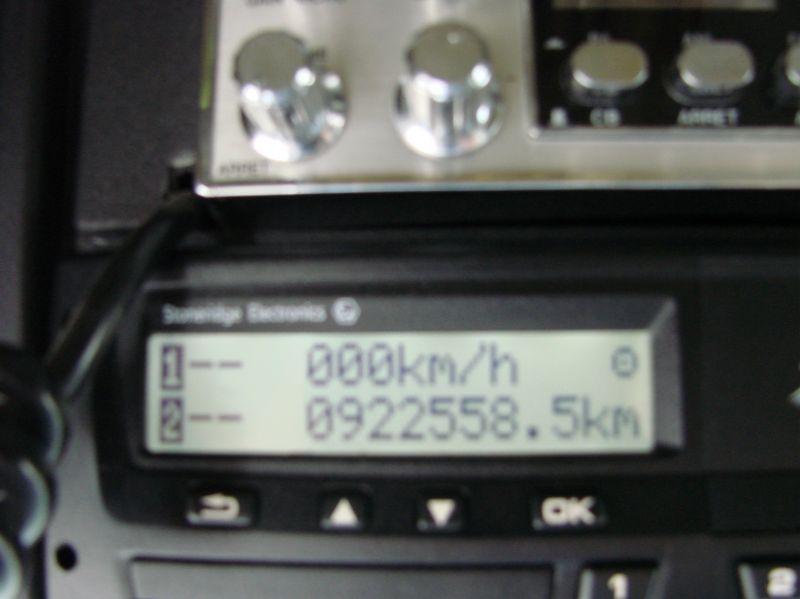 CB ARRET
ARRET
Stoneridge Electronics
1 -- 000km/h
2 -- 0922558.5km
OK
1 2